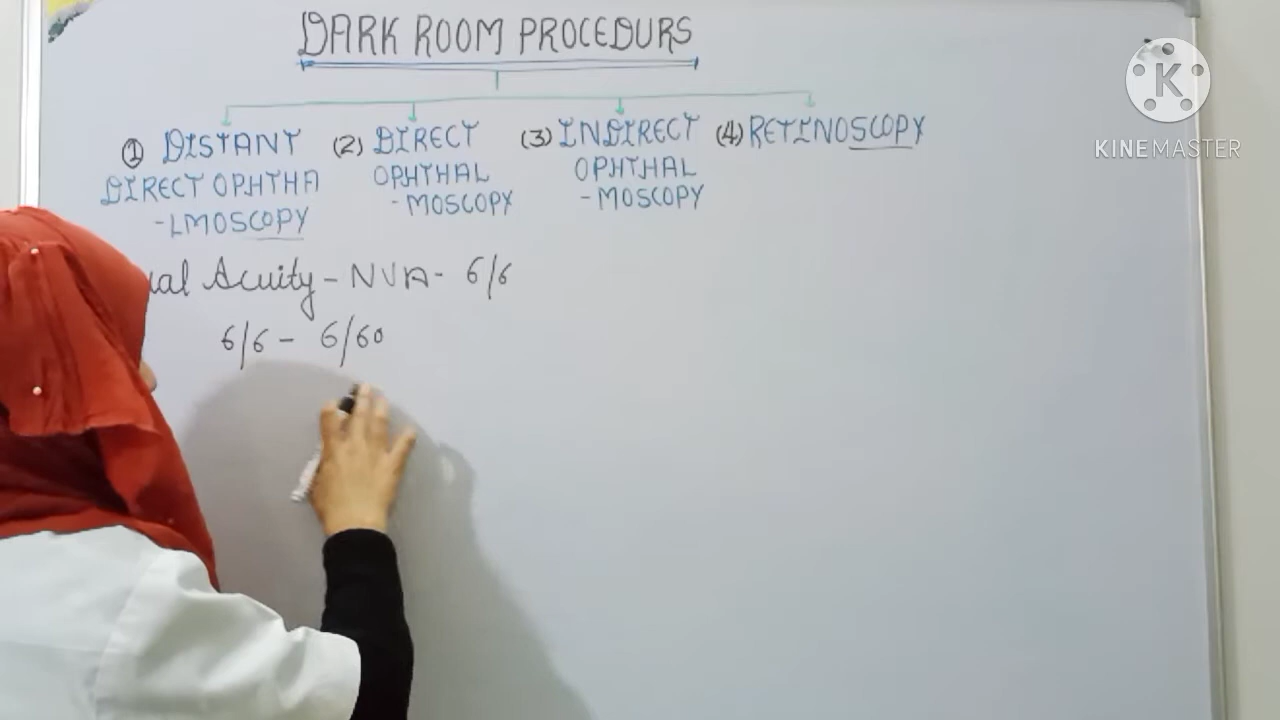 DARK ROOM PROCEDURS
① DISTANT DIRECT OPHTHA -LMOSCOPY
(2) DIRECT OPHTHAL -MOSCOPY
(3) INDIRECT OPHTHAL -MOSCOPY
(4) RETINOSCOPY
Acuity - NVA - 6/6
6/6 - 6/60
K
KINEMASTER